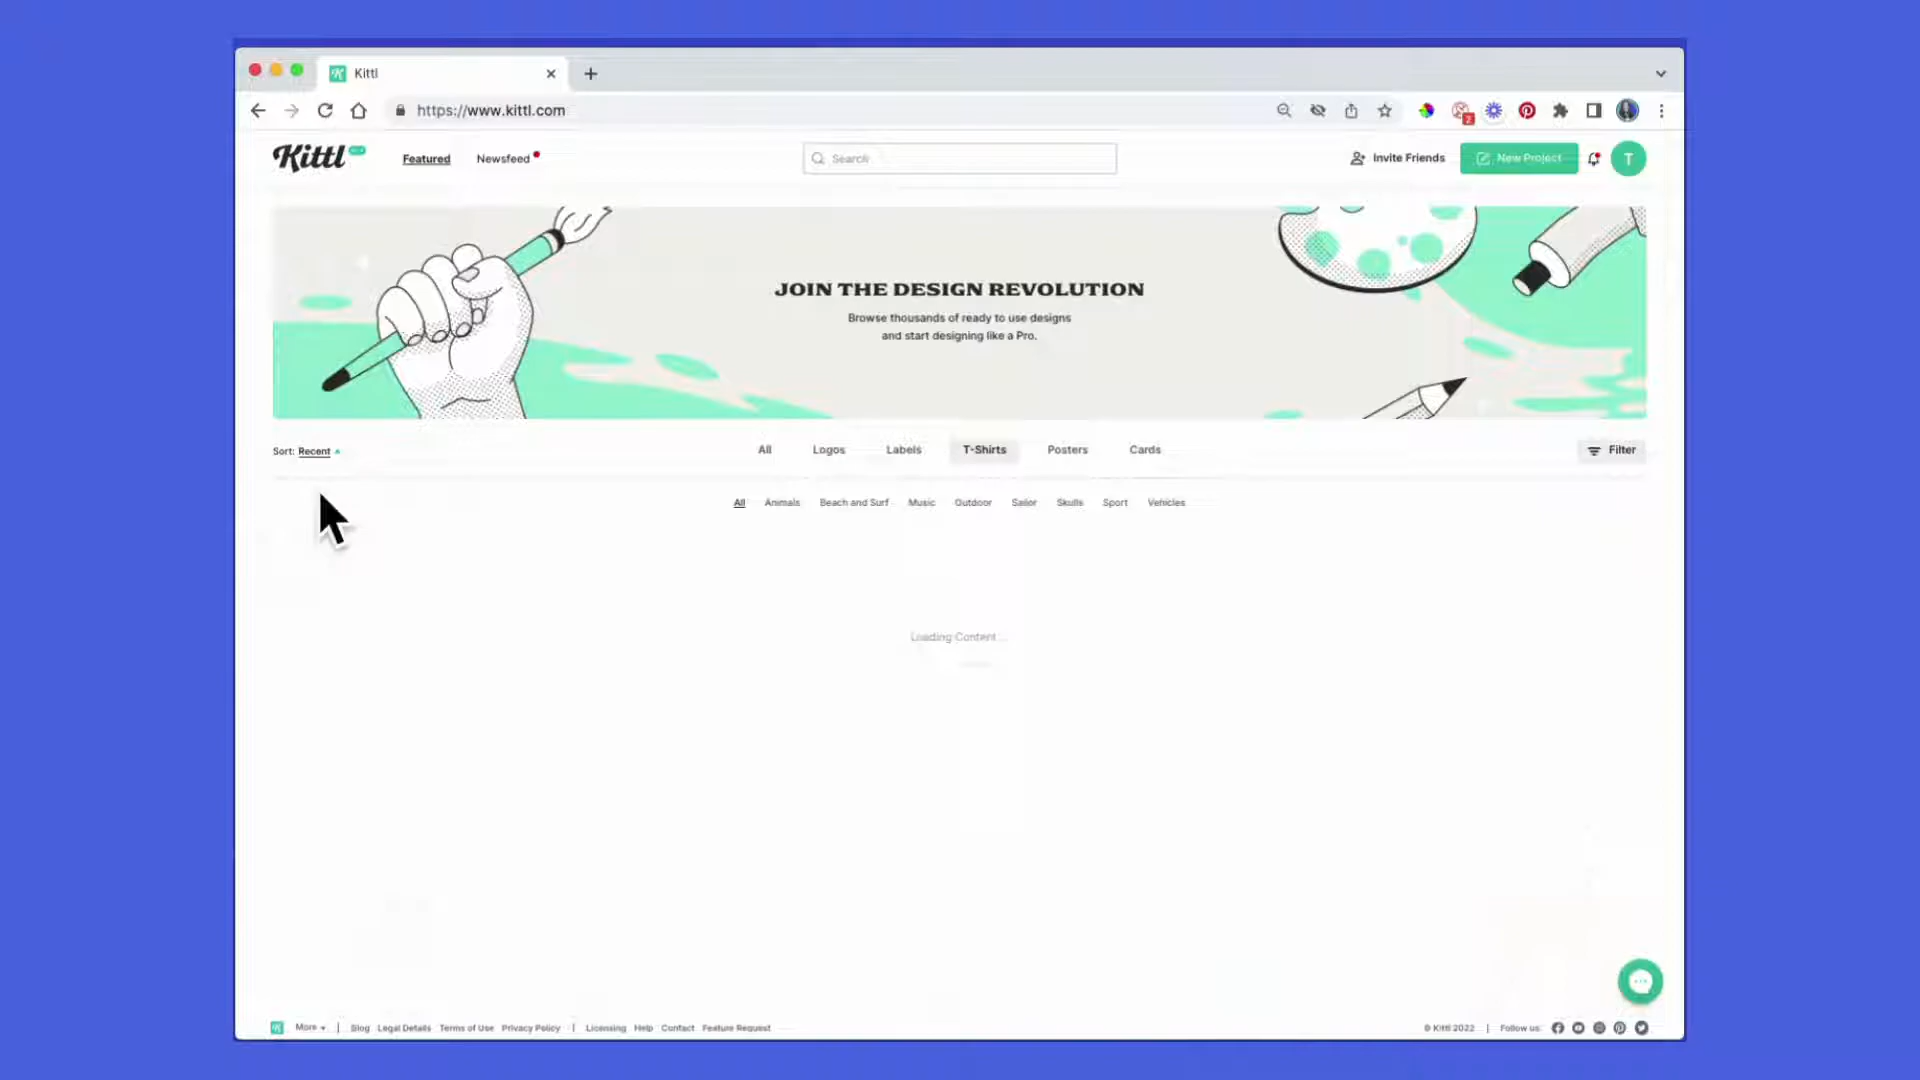 Kittl
https://www.kittl.com
2
Kittl
Featured
Newsfeed
Search
Invite Friends
New Project
T
JOIN THE DESIGN REVOLUTION
Browse thousands of ready to use designs
and start designing like a Pro.
Sort: Recent
All
Logos
Labels
T-Shirts
Posters
Cards
Filter
All
Animals
Beach and Surf
Music
Outdoor
Sailor
Skulls
Sport
Vehicles
Loading Content...
More
Blog
Legal Details
Terms of Use
Privacy Policy
Licensing
Help
Contact
Feature Request
© Kittl 2022
Follow us: